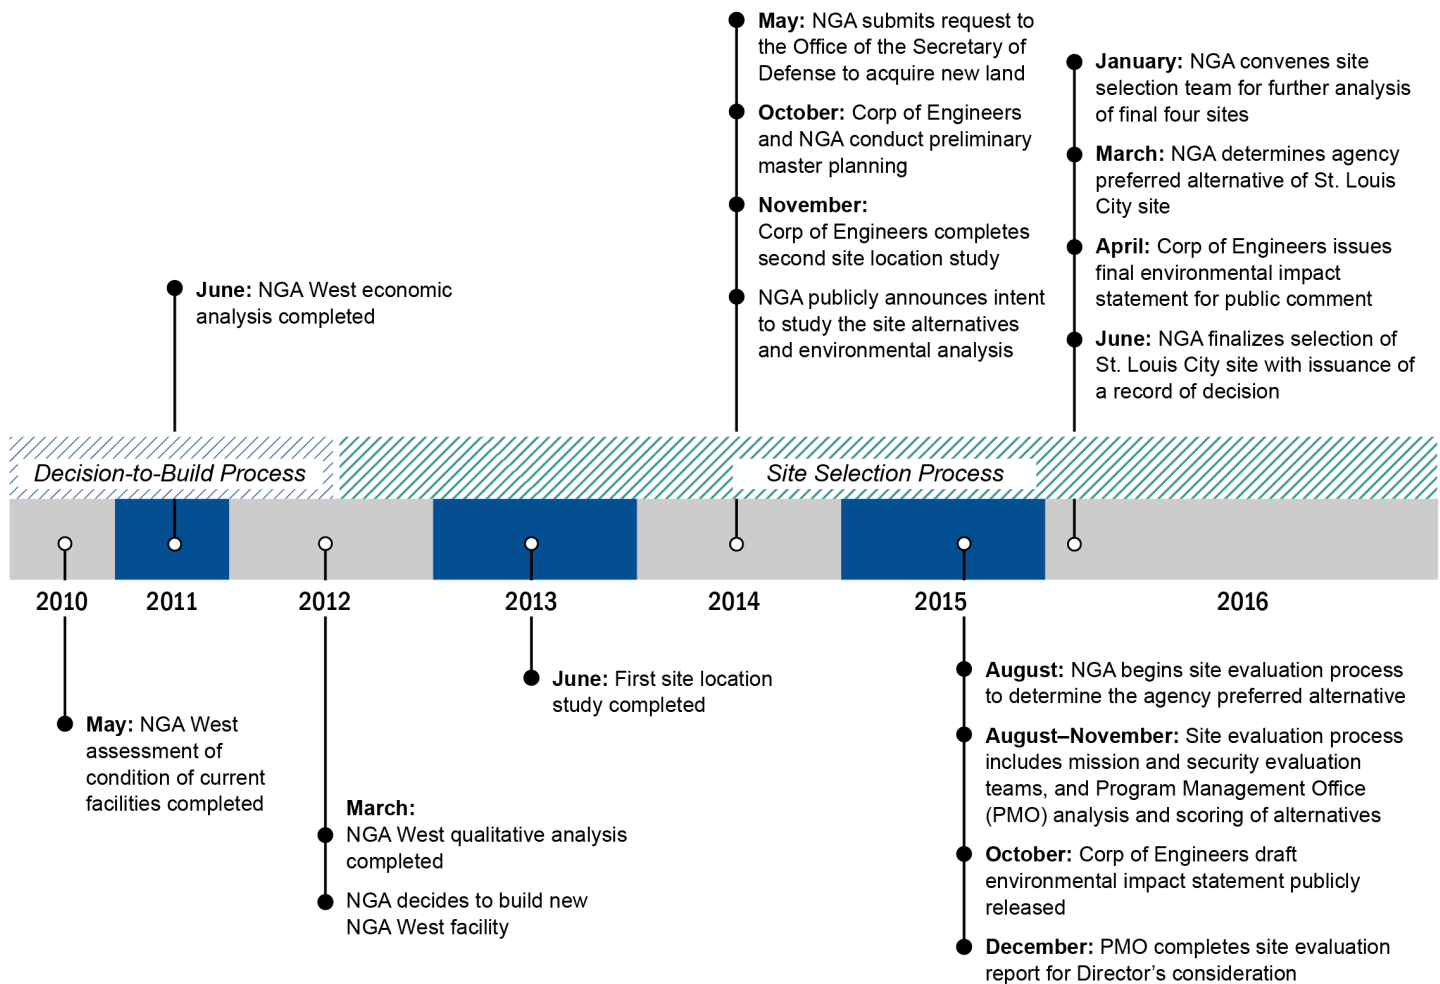 May: NGA submits request to
the Office of the Secretary of
Defense to acquire new land
October: Corp of Engineers
and NGA conduct preliminary
master planning
November:
Corp of Engineers completes
second site location study
NGA publicly announces intent
to study the site alternatives
and environmental analysis
January: NGA convenes site
selection team for further analysis
of final four sites
March: NGA determines agency
preferred alternative of St. Louis
City site
April: Corp of Engineers issues
final environmental impact
statement for public comment
June: NGA finalizes selection of
St. Louis City site with issuance of
a record of decision
June: NGA West economic
analysis completed
Decision-to-Build Process
Site Selection Process
2010
2011
2012
2013
2014
2015
2016
May: NGA West
assessment of
condition of current
facilities completed
March:
NGA West qualitative analysis
completed
NGA decides to build new
NGA West facility
June: First site location
study completed
August: NGA begins site evaluation process
to determine the agency preferred alternative
August–November: Site evaluation process
includes mission and security evaluation
teams, and Program Management Office
(PMO) analysis and scoring of alternatives
October: Corp of Engineers draft
environmental impact statement publicly
released
December: PMO completes site evaluation
report for Director’s consideration